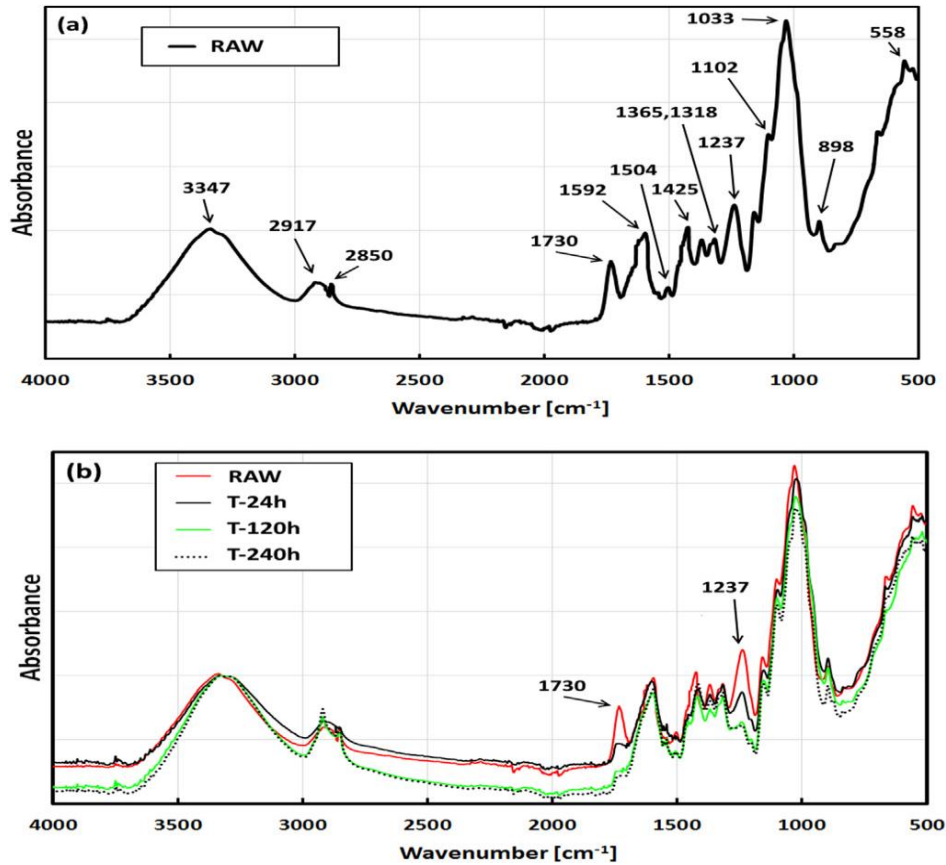 (a)
RAW
1033
558
1102
1365,1318
1237
898
1504
1592
1425
3347
2917
2850
1730
Absorbance
4000 3500 3000 2500 2000 1500 1000 500
Wavenumber [cm⁻¹]
(b)
RAW
T-24h
T-120h
T-240h
1237
1730
Absorbance
4000 3500 3000 2500 2000 1500 1000 500
Wavenumber [cm⁻¹]